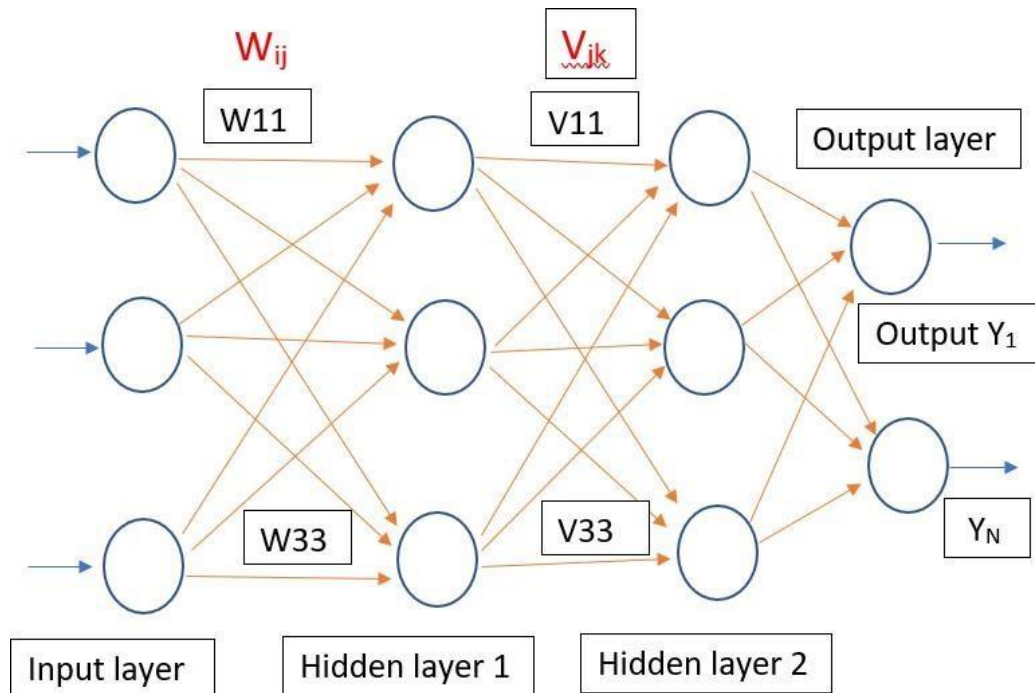 Wij
Vjk
W11
V11
Output layer
Output Y1
W33
V33
YN
Input layer
Hidden layer 1
Hidden layer 2